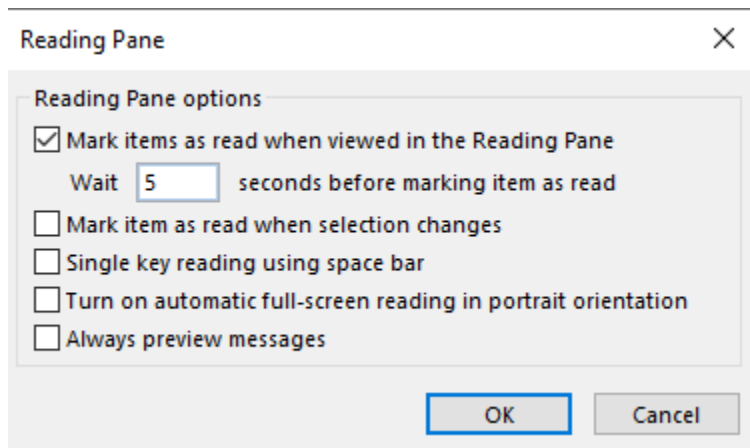 Reading Pane
Reading Pane options
Mark items as read when viewed in the Reading Pane
Wait 5 seconds before marking item as read
Mark item as read when selection changes
Single key reading using space bar
Turn on automatic full-screen reading in portrait orientation
Always preview messages
OK Cancel